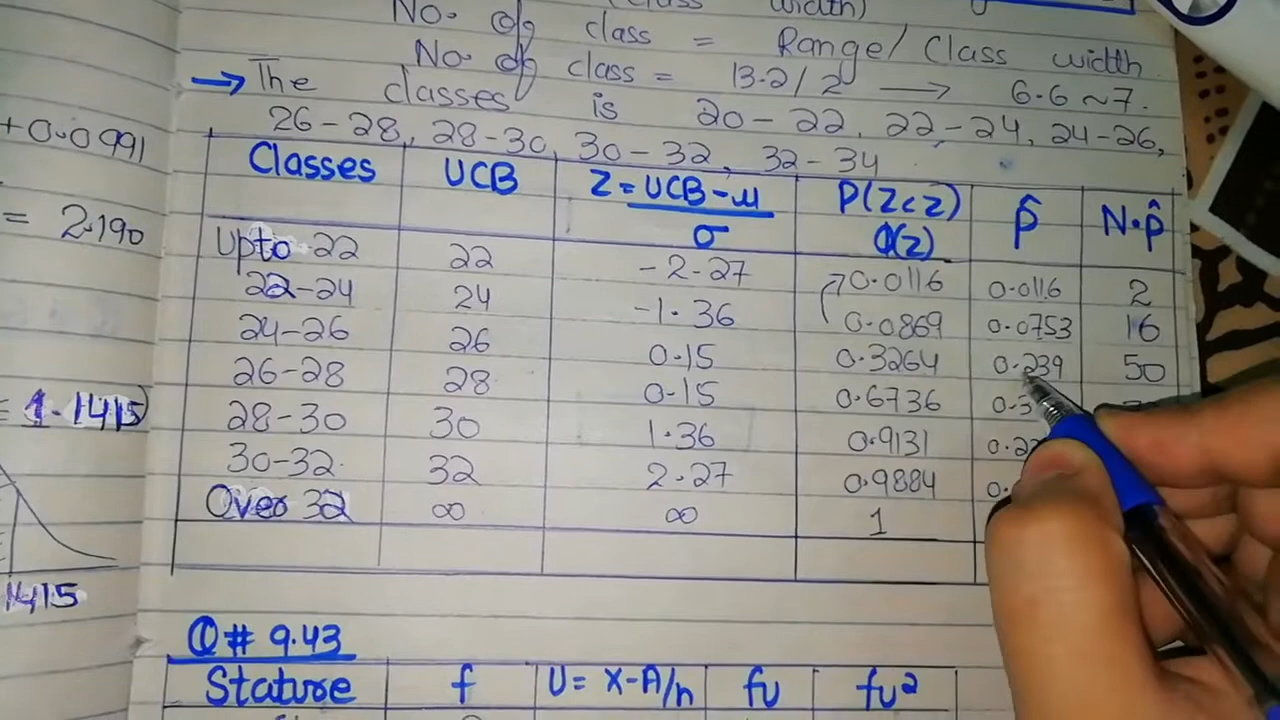 No. of class = Range/Class width
No. of class = 13.2/2 → 6.6 ~ 7.
→ The classes is 20-22, 22-24, 24-26,
26-28, 28-30, 30-32, 32-34
+0.0991
= 2.190
1.1415
1415
Classes UCB Z = UCB-μ/σ P(Z<z) Φ(z) P̂ N.P̂
Upto 22 22 -2.27 0.0116 0.0116 2
22-24 24 -1.36 0.0869 0.0753 16
24-26 26 0.15 0.3264 0.239 50
26-28 28 0.15 0.6736
28-30 30 1.36 0.9131
30-32 32 2.27 0.9884
Over 32 ∞ ∞ 1
Q# 9.43
Stature f U = X-A/h fu fu²